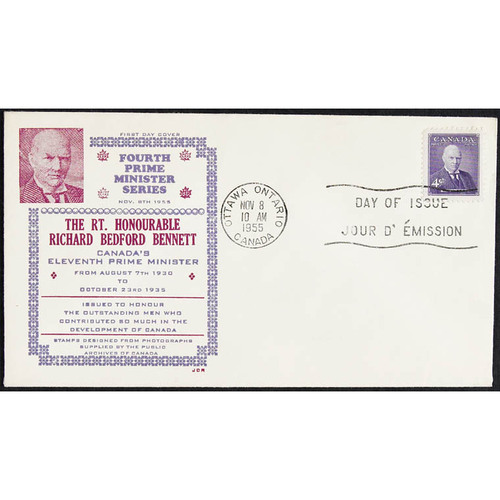 FIRST DAY COVER
FOURTH
PRIME
MINISTER
SERIES
NOV. 8TH 1955
THE RT. HONOURABLE
RICHARD BEDFORD BENNETT
CANADA'S
ELEVENTH PRIME MINISTER
FROM AUGUST 7TH 1930
TO
OCTOBER 23RD 1935
ISSUED TO HONOUR
THE OUTSTANDING MEN WHO
CONTRIBUTED SO MUCH IN THE
DEVELOPMENT OF CANADA
STAMPS DESIGNED FROM PHOTOGRAPHS
SUPPLIED BY THE PUBLIC
ARCHIVES OF CANADA
JCR
OTTAWA ONTARIO
NOV 8
10 AM
1955
CANADA
CANADA
4¢
DAY OF ISSUE
JOUR D' ÉMISSION